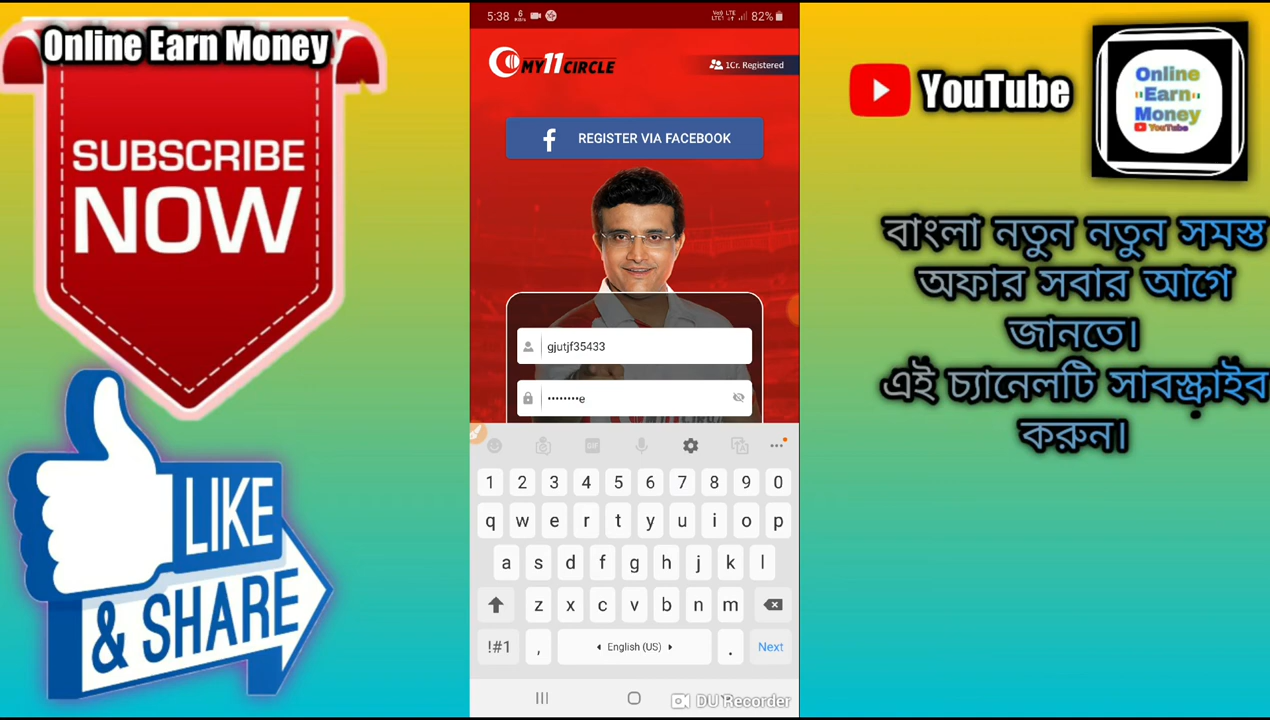 Online Earn Money
SUBSCRIBE
NOW
LIKE
& SHARE
5:38
82%
MY11CIRCLE
1Cr. Registered
REGISTER VIA FACEBOOK
gjutjf35433
••••••••e
1 2 3 4 5 6 7 8 9 0
q w e r t y u i o p
a s d f g h j k l
z x c v b n m
!#1 , English (US) . Next
DU Recorder
YouTube
Online
Earn
Money
YouTube
বাংলা নতুন নতুন সমস্ত
অফার সবার আগে
জানতে।
এই চ্যানেলটি সাবস্ক্রাইব
করুন।